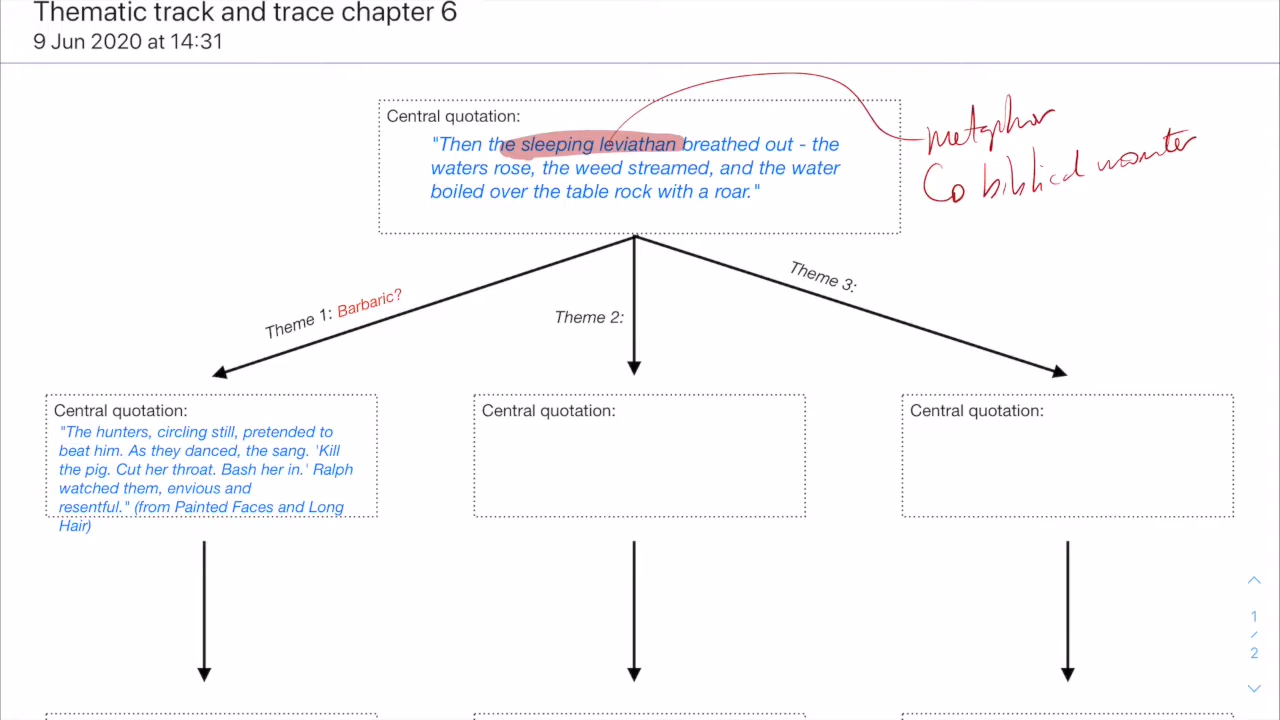 Thematic track and trace chapter 6
9 Jun 2020 at 14:31
Central quotation:
"Then the sleeping leviathan breathed out - the
waters rose, the weed streamed, and the water
boiled over the table rock with a roar."
metaphor
biblical monster
Theme 1: Barbaric?
Theme 2:
Theme 3:
Central quotation:
"The hunters, circling still, pretended to
beat him. As they danced, the sang. 'Kill
the pig. Cut her throat. Bash her in.' Ralph
watched them, envious and
resentful." (from Painted Faces and Long
Hair)
Central quotation:
Central quotation:
1
/
2